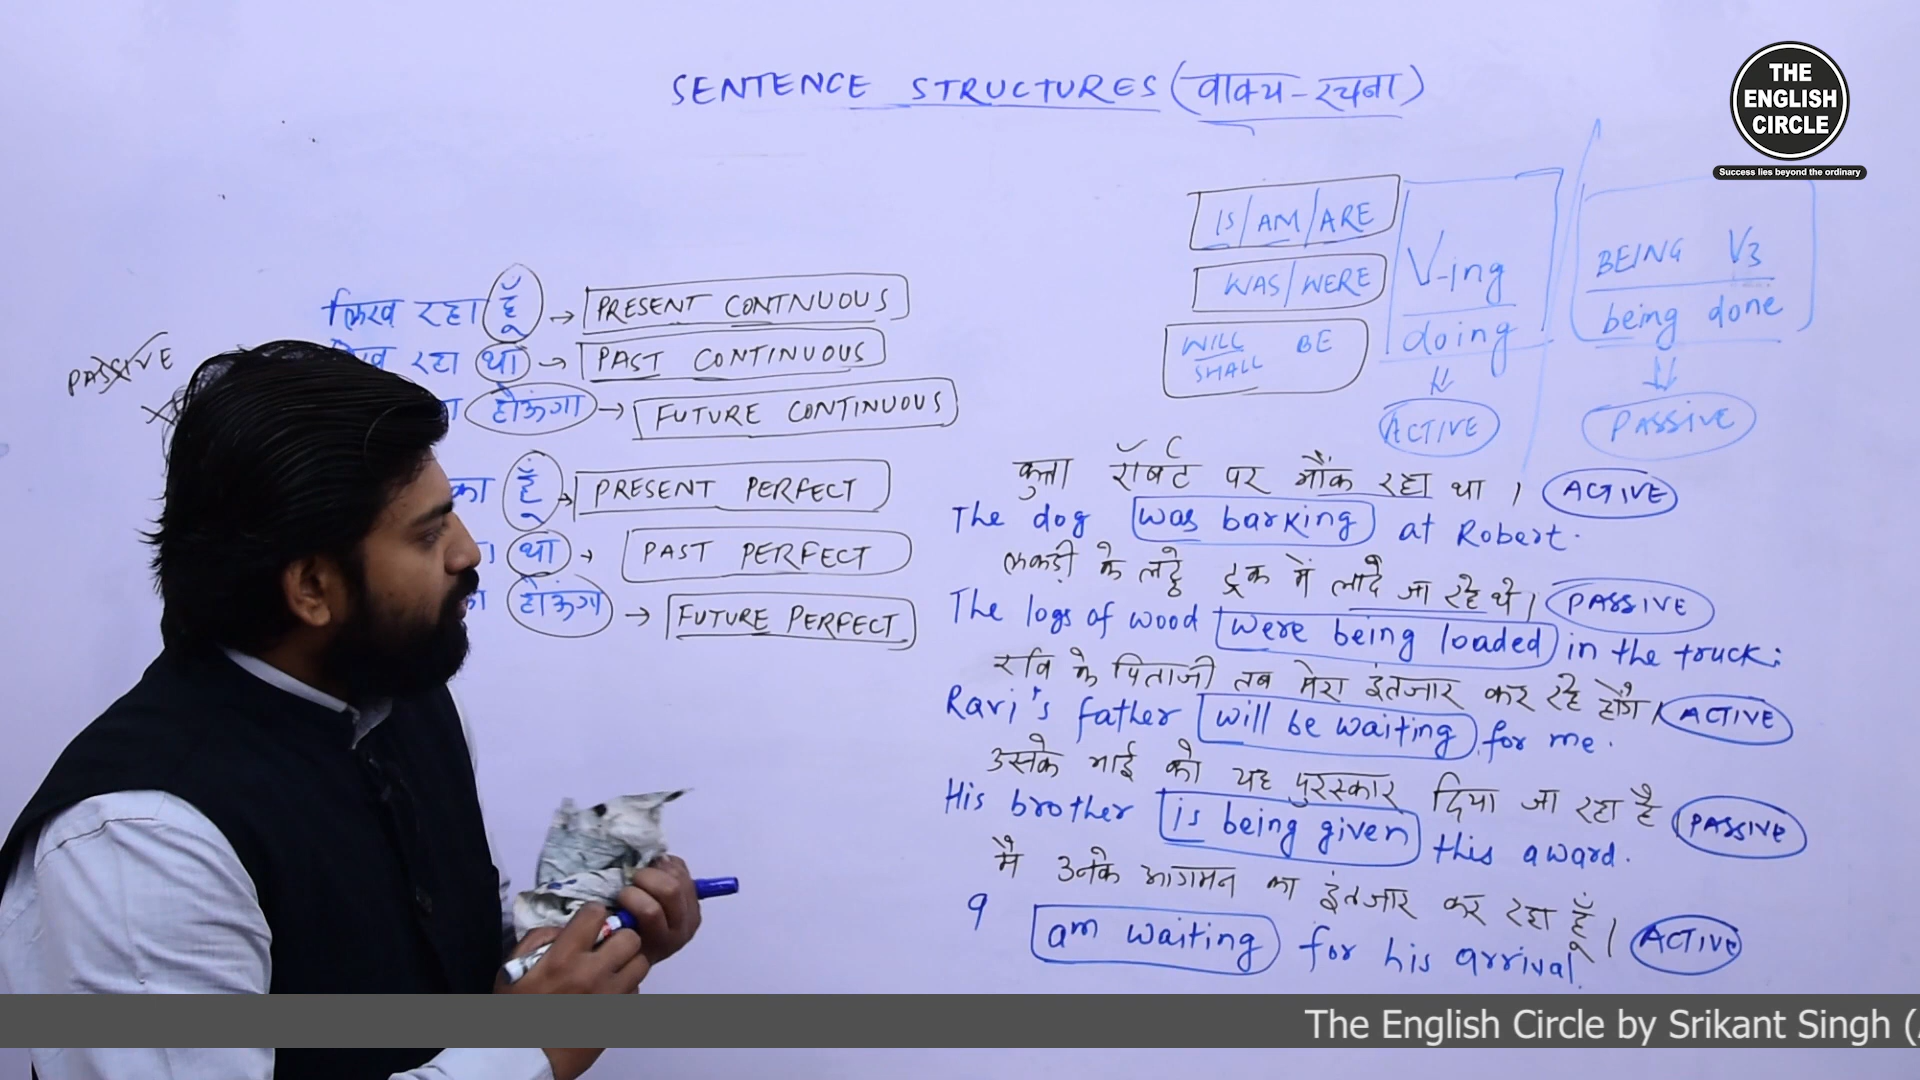 SENTENCE STRUCTURES (वाक्य-रचना)
THE
ENGLISH
CIRCLE
Success lies beyond the ordinary
IS/AM/ARE
WAS/WERE
WILL
SHALL
BE
V-ing
doing
ACTIVE
BEING V3
being done
PASSIVE
PASSIVE
लिख रहा हूँ → PRESENT CONTNUOUS
रहा था → PAST CONTINUOUS
होऊंगा → FUTURE CONTINUOUS
हूँ → PRESENT PERFECT
था → PAST PERFECT
होऊंगा → FUTURE PERFECT
कुत्ता रॉबर्ट पर भौंक रहा था । ACTIVE
The dog was barking at Robert.
लकड़ी के लट्ठे ट्रक में लादे जा रहे थे। PASSIVE
The logs of wood were being loaded in the truck.
रवि के पिताजी तब मेरा इंतजार कर रहे होंगे। ACTIVE
Ravi's father will be waiting for me.
उसके भाई को यह पुरस्कार दिया जा रहा है PASSIVE
His brother is being given this award.
मै उनके आगमन का इंतजार कर रहा हूँ। ACTIVE
I am waiting for his arrival.
The English Circle by Srikant Singh (